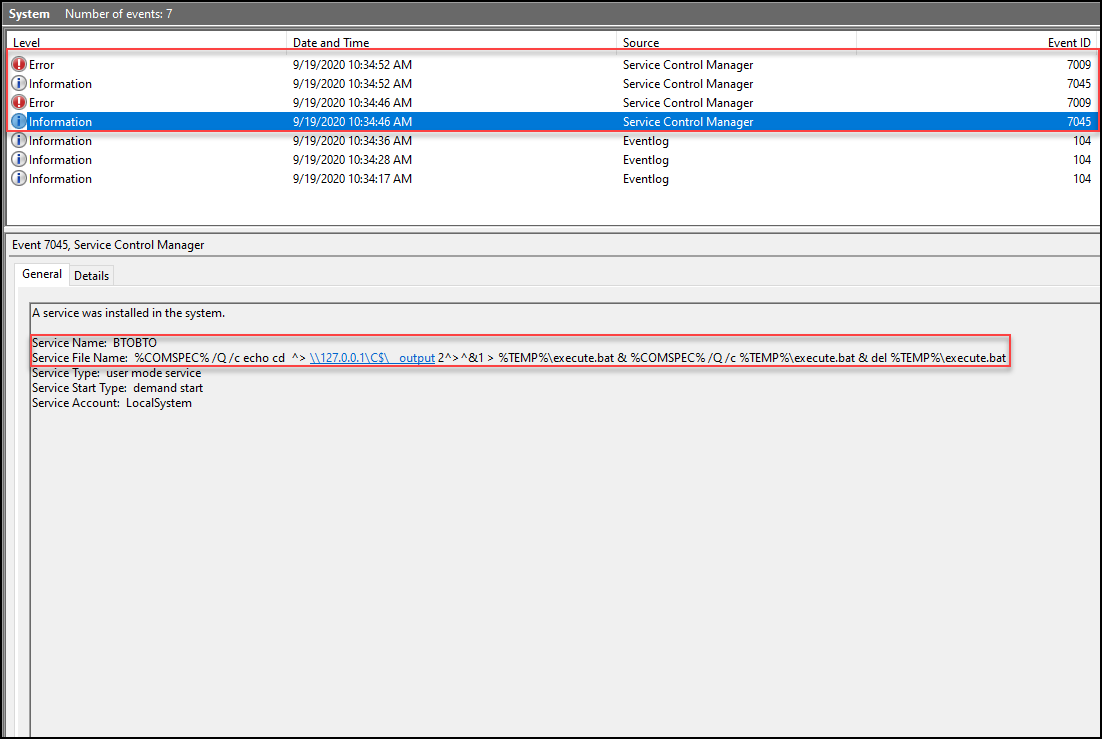 System Number of events: 7
Level Date and Time Source Event ID
Error 9/19/2020 10:34:52 AM Service Control Manager 7009
Information 9/19/2020 10:34:52 AM Service Control Manager 7045
Error 9/19/2020 10:34:46 AM Service Control Manager 7009
Information 9/19/2020 10:34:46 AM Service Control Manager 7045
Information 9/19/2020 10:34:36 AM Eventlog 104
Information 9/19/2020 10:34:28 AM Eventlog 104
Information 9/19/2020 10:34:17 AM Eventlog 104
Event 7045, Service Control Manager
General Details
A service was installed in the system.
Service Name: BTOBTO
Service File Name: %COMSPEC% /Q /c echo cd ^> \\127.0.0.1\C$\__output 2^>^&1 > %TEMP%\execute.bat & %COMSPEC% /Q /c %TEMP%\execute.bat & del %TEMP%\execute.bat
Service Type: user mode service
Service Start Type: demand start
Service Account: LocalSystem